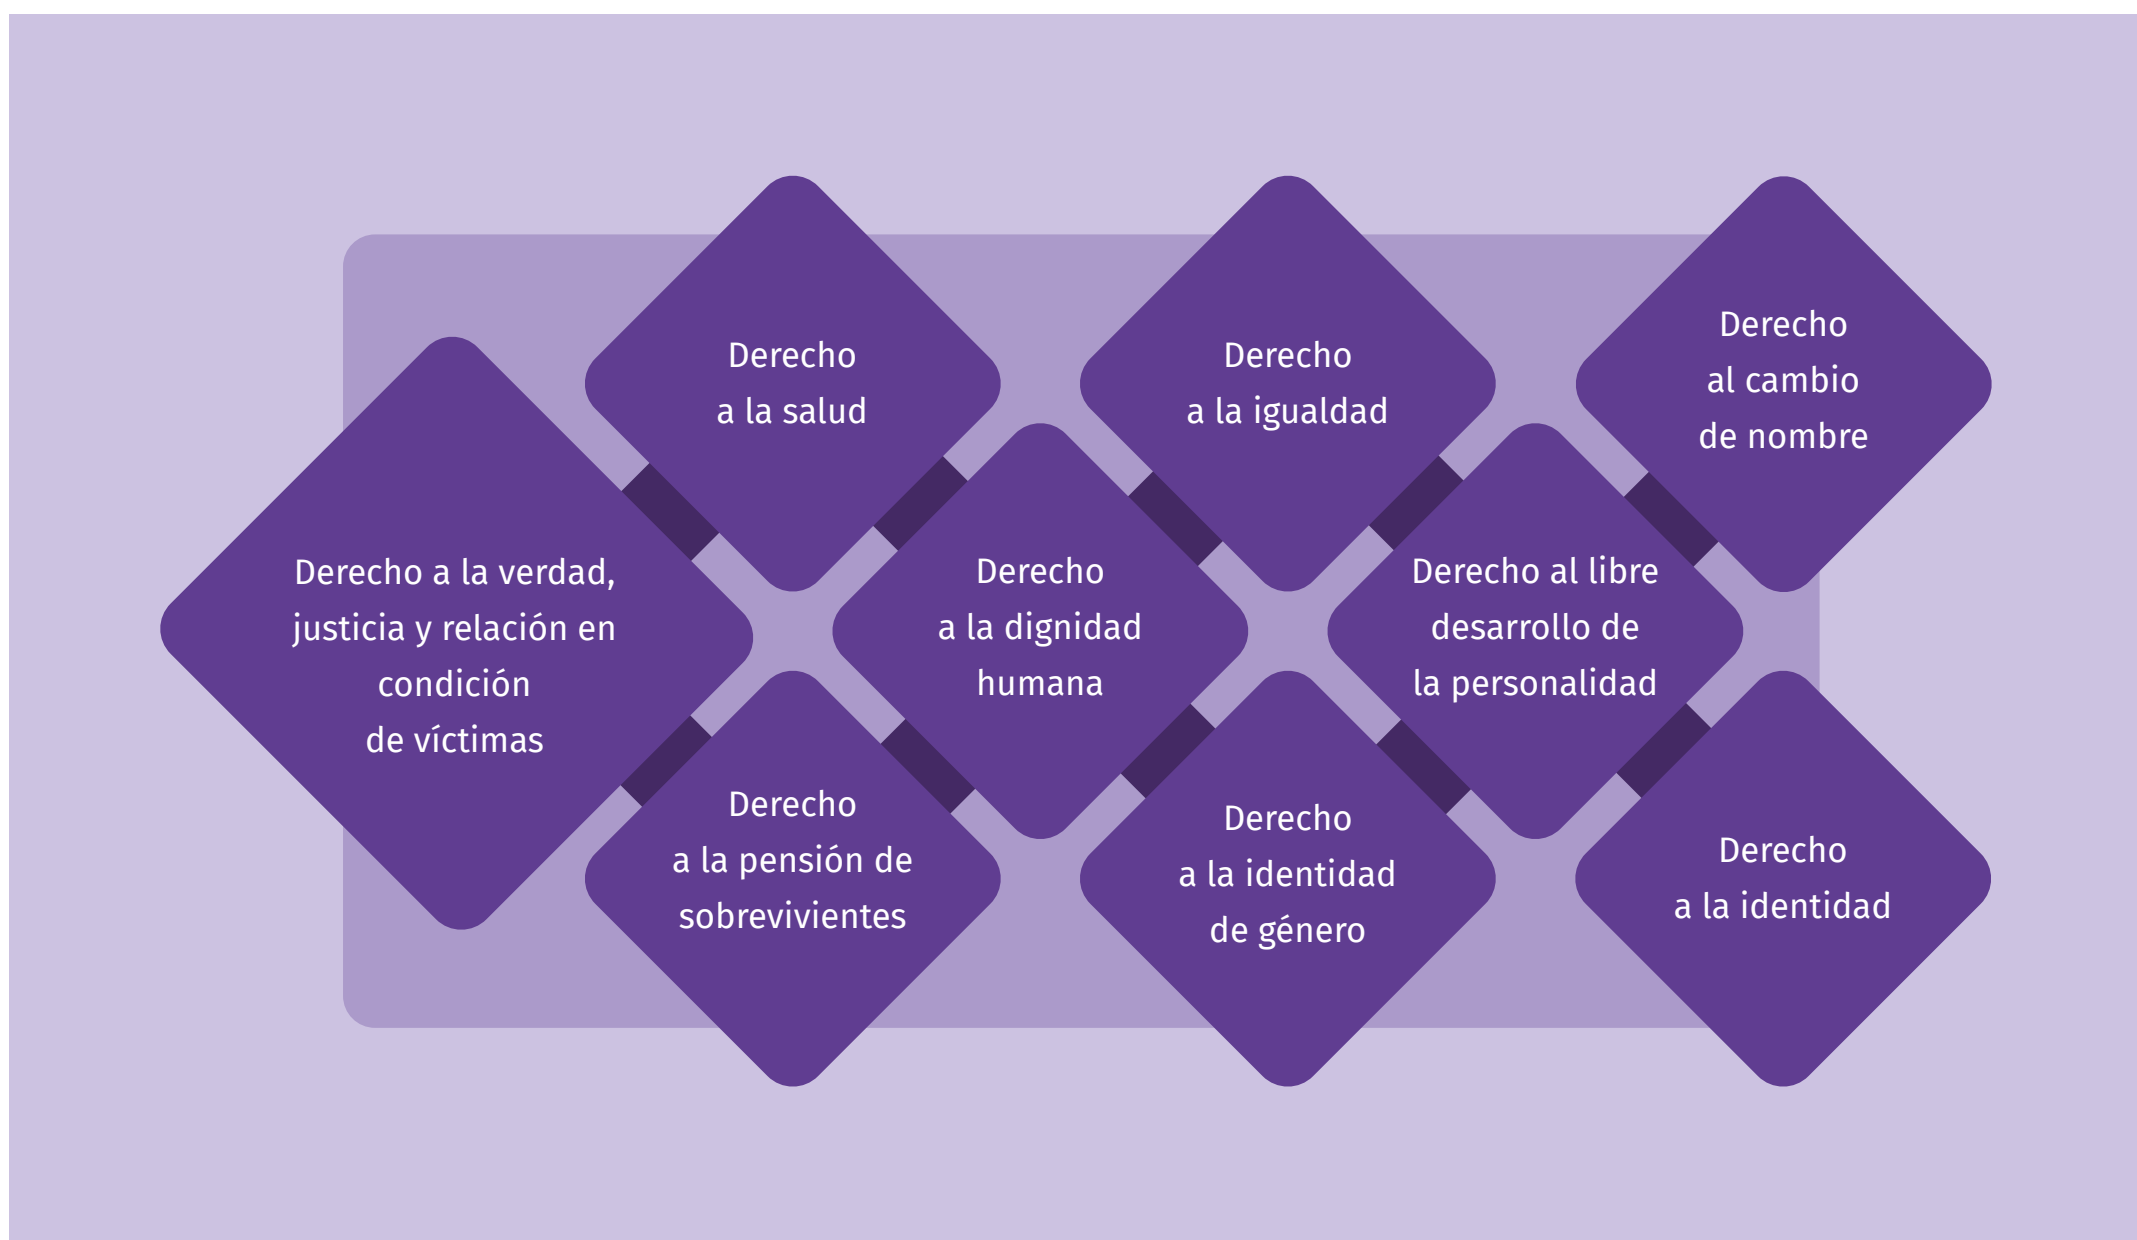 Derecho
a la salud
Derecho
a la igualdad
Derecho
al cambio
de nombre
Derecho a la verdad,
justicia y relación en
condición
de víctimas
Derecho
a la dignidad
humana
Derecho al libre
desarrollo de
la personalidad
Derecho
a la pensión de
sobrevivientes
Derecho
a la identidad
de género
Derecho
a la identidad